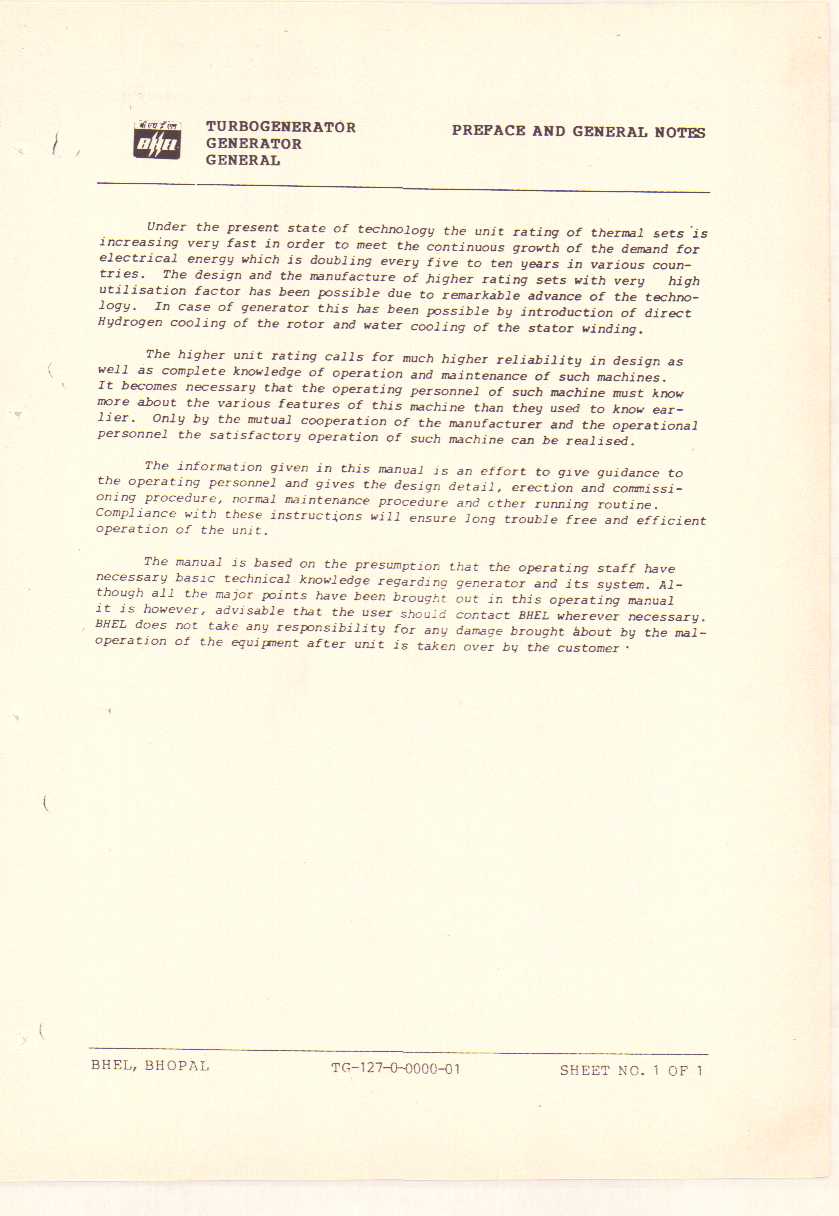 BHEL
TURBOGENERATOR
GENERATOR
GENERAL
PREFACE AND GENERAL NOTES
Under the present state of technology the unit rating of thermal sets is
increasing very fast in order to meet the continuous growth of the demand for
electrical energy which is doubling every five to ten years in various coun-
tries. The design and the manufacture of higher rating sets with very high
utilisation factor has been possible due to remarkable advance of the techno-
logy. In case of generator this has been possible by introduction of direct
Hydrogen cooling of the rotor and water cooling of the stator winding.
The higher unit rating calls for much higher reliability in design as
well as complete knowledge of operation and maintenance of such machines.
It becomes necessary that the operating personnel of such machine must know
more about the various features of this machine than they used to know ear-
lier. Only by the mutual cooperation of the manufacturer and the operational
personnel the satisfactory operation of such machine can be realised.
The information given in this manual is an effort to give guidance to
the operating personnel and gives the design detail, erection and commissi-
oning procedure, normal maintenance procedure and other running routine.
Compliance with these instructions will ensure long trouble free and efficient
operation of the unit.
The manual is based on the presumption that the operating staff have
necessary basic technical knowledge regarding generator and its system. Al-
though all the major points have been brought out in this operating manual
it is however, advisable that the user should contact BHEL wherever necessary.
BHEL does not take any responsibility for any damage brought about by the mal-
operation of the equipment after unit is taken over by the customer.
BHEL, BHOPAL
TG-127-0-0000-01
SHEET NO. 1 OF 1